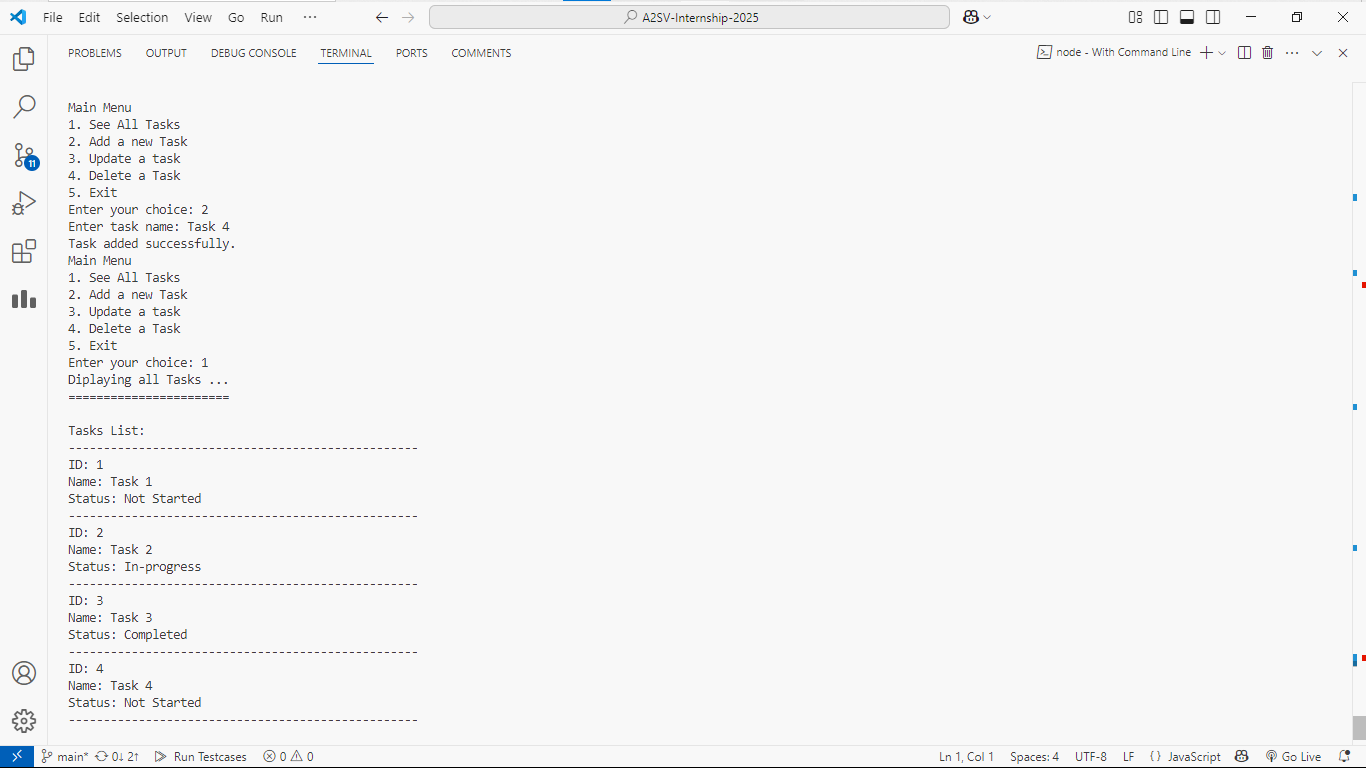 File Edit Selection View Go Run ··· A2SV-Internship-2025
PROBLEMS OUTPUT DEBUG CONSOLE TERMINAL PORTS COMMENTS node - With Command Line
Main Menu
1. See All Tasks
2. Add a new Task
3. Update a task
4. Delete a Task
5. Exit
Enter your choice: 2
Enter task name: Task 4
Task added successfully.
Main Menu
1. See All Tasks
2. Add a new Task
3. Update a task
4. Delete a Task
5. Exit
Enter your choice: 1
Diplaying all Tasks ...
=======================
Tasks List:
--------------------------------------------------
ID: 1
Name: Task 1
Status: Not Started
--------------------------------------------------
ID: 2
Name: Task 2
Status: In-progress
--------------------------------------------------
ID: 3
Name: Task 3
Status: Completed
--------------------------------------------------
ID: 4
Name: Task 4
Status: Not Started
--------------------------------------------------
11
main* 0↓ 2↑ Run Testcases 0 0 Ln 1, Col 1 Spaces: 4 UTF-8 LF { } JavaScript Go Live